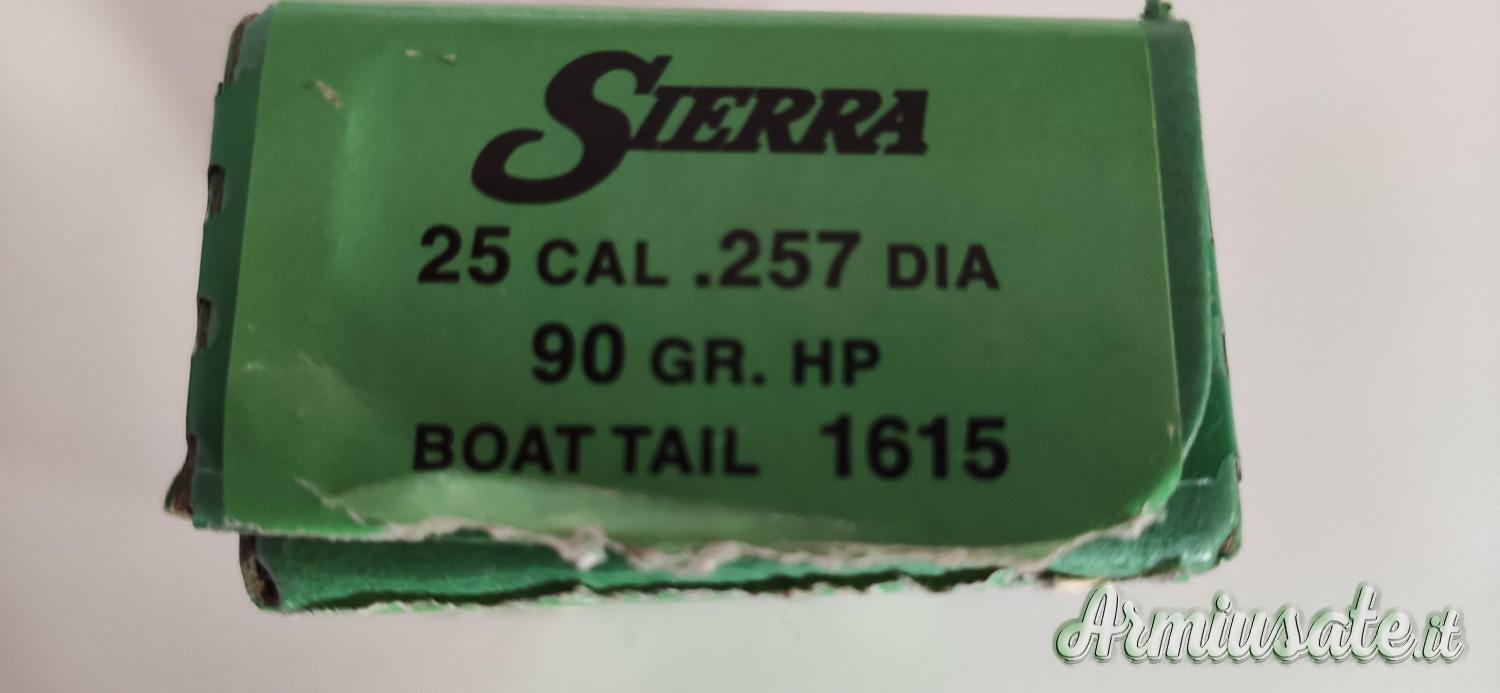 SIERRA
25 CAL .257 DIA
90 GR. HP
BOAT TAIL 1615
Armiusate.it